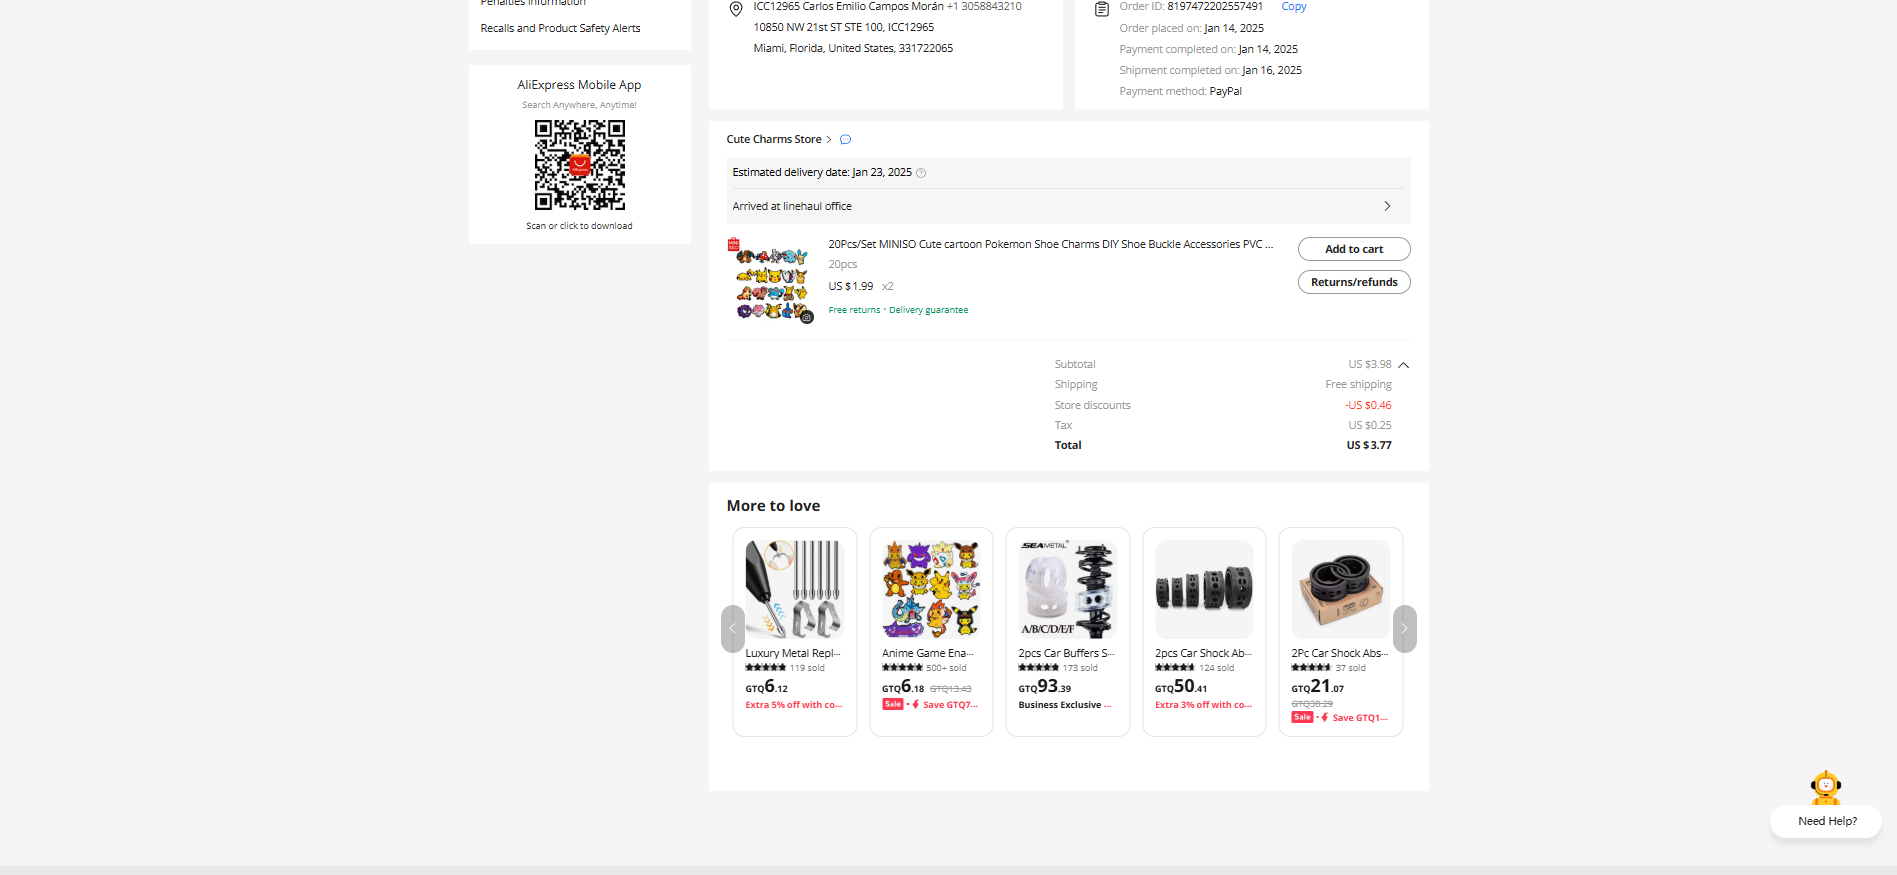 Penalties information
Recalls and Product Safety Alerts
AliExpress Mobile App
Search Anywhere, Anytime!
Scan or click to download
ICC12965 Carlos Emilio Campos Morán +1 3058843210
10850 NW 21st ST STE 100, ICC12965
Miami, Florida, United States, 331722065
Order ID: 8197472202557491 Copy
Order placed on: Jan 14, 2025
Payment completed on: Jan 14, 2025
Shipment completed on: Jan 16, 2025
Payment method: PayPal
Cute Charms Store >
Estimated delivery date: Jan 23, 2025
Arrived at linehaul office
20Pcs/Set MINISO Cute cartoon Pokemon Shoe Charms DIY Shoe Buckle Accessories PVC ...
20pcs
US $1.99 x2
Free returns · Delivery guarantee
Add to cart
Returns/refunds
Subtotal US $3.98
Shipping Free shipping
Store discounts -US $0.46
Tax US $0.25
Total US $3.77
More to love
Luxury Metal Repl...
119 sold
GTQ6.12
Extra 5% off with co...
Anime Game Ena...
500+ sold
GTQ6.18 GTQ13.43
Sale · Save GTQ7...
SEAMETAL
A/B/C/D/E/F
2pcs Car Buffers S...
173 sold
GTQ93.39
Business Exclusive ...
2pcs Car Shock Ab...
124 sold
GTQ50.41
Extra 3% off with co...
2Pc Car Shock Abs...
37 sold
GTQ21.07
GTQ38.29
Sale · Save GTQ1...
Need Help?